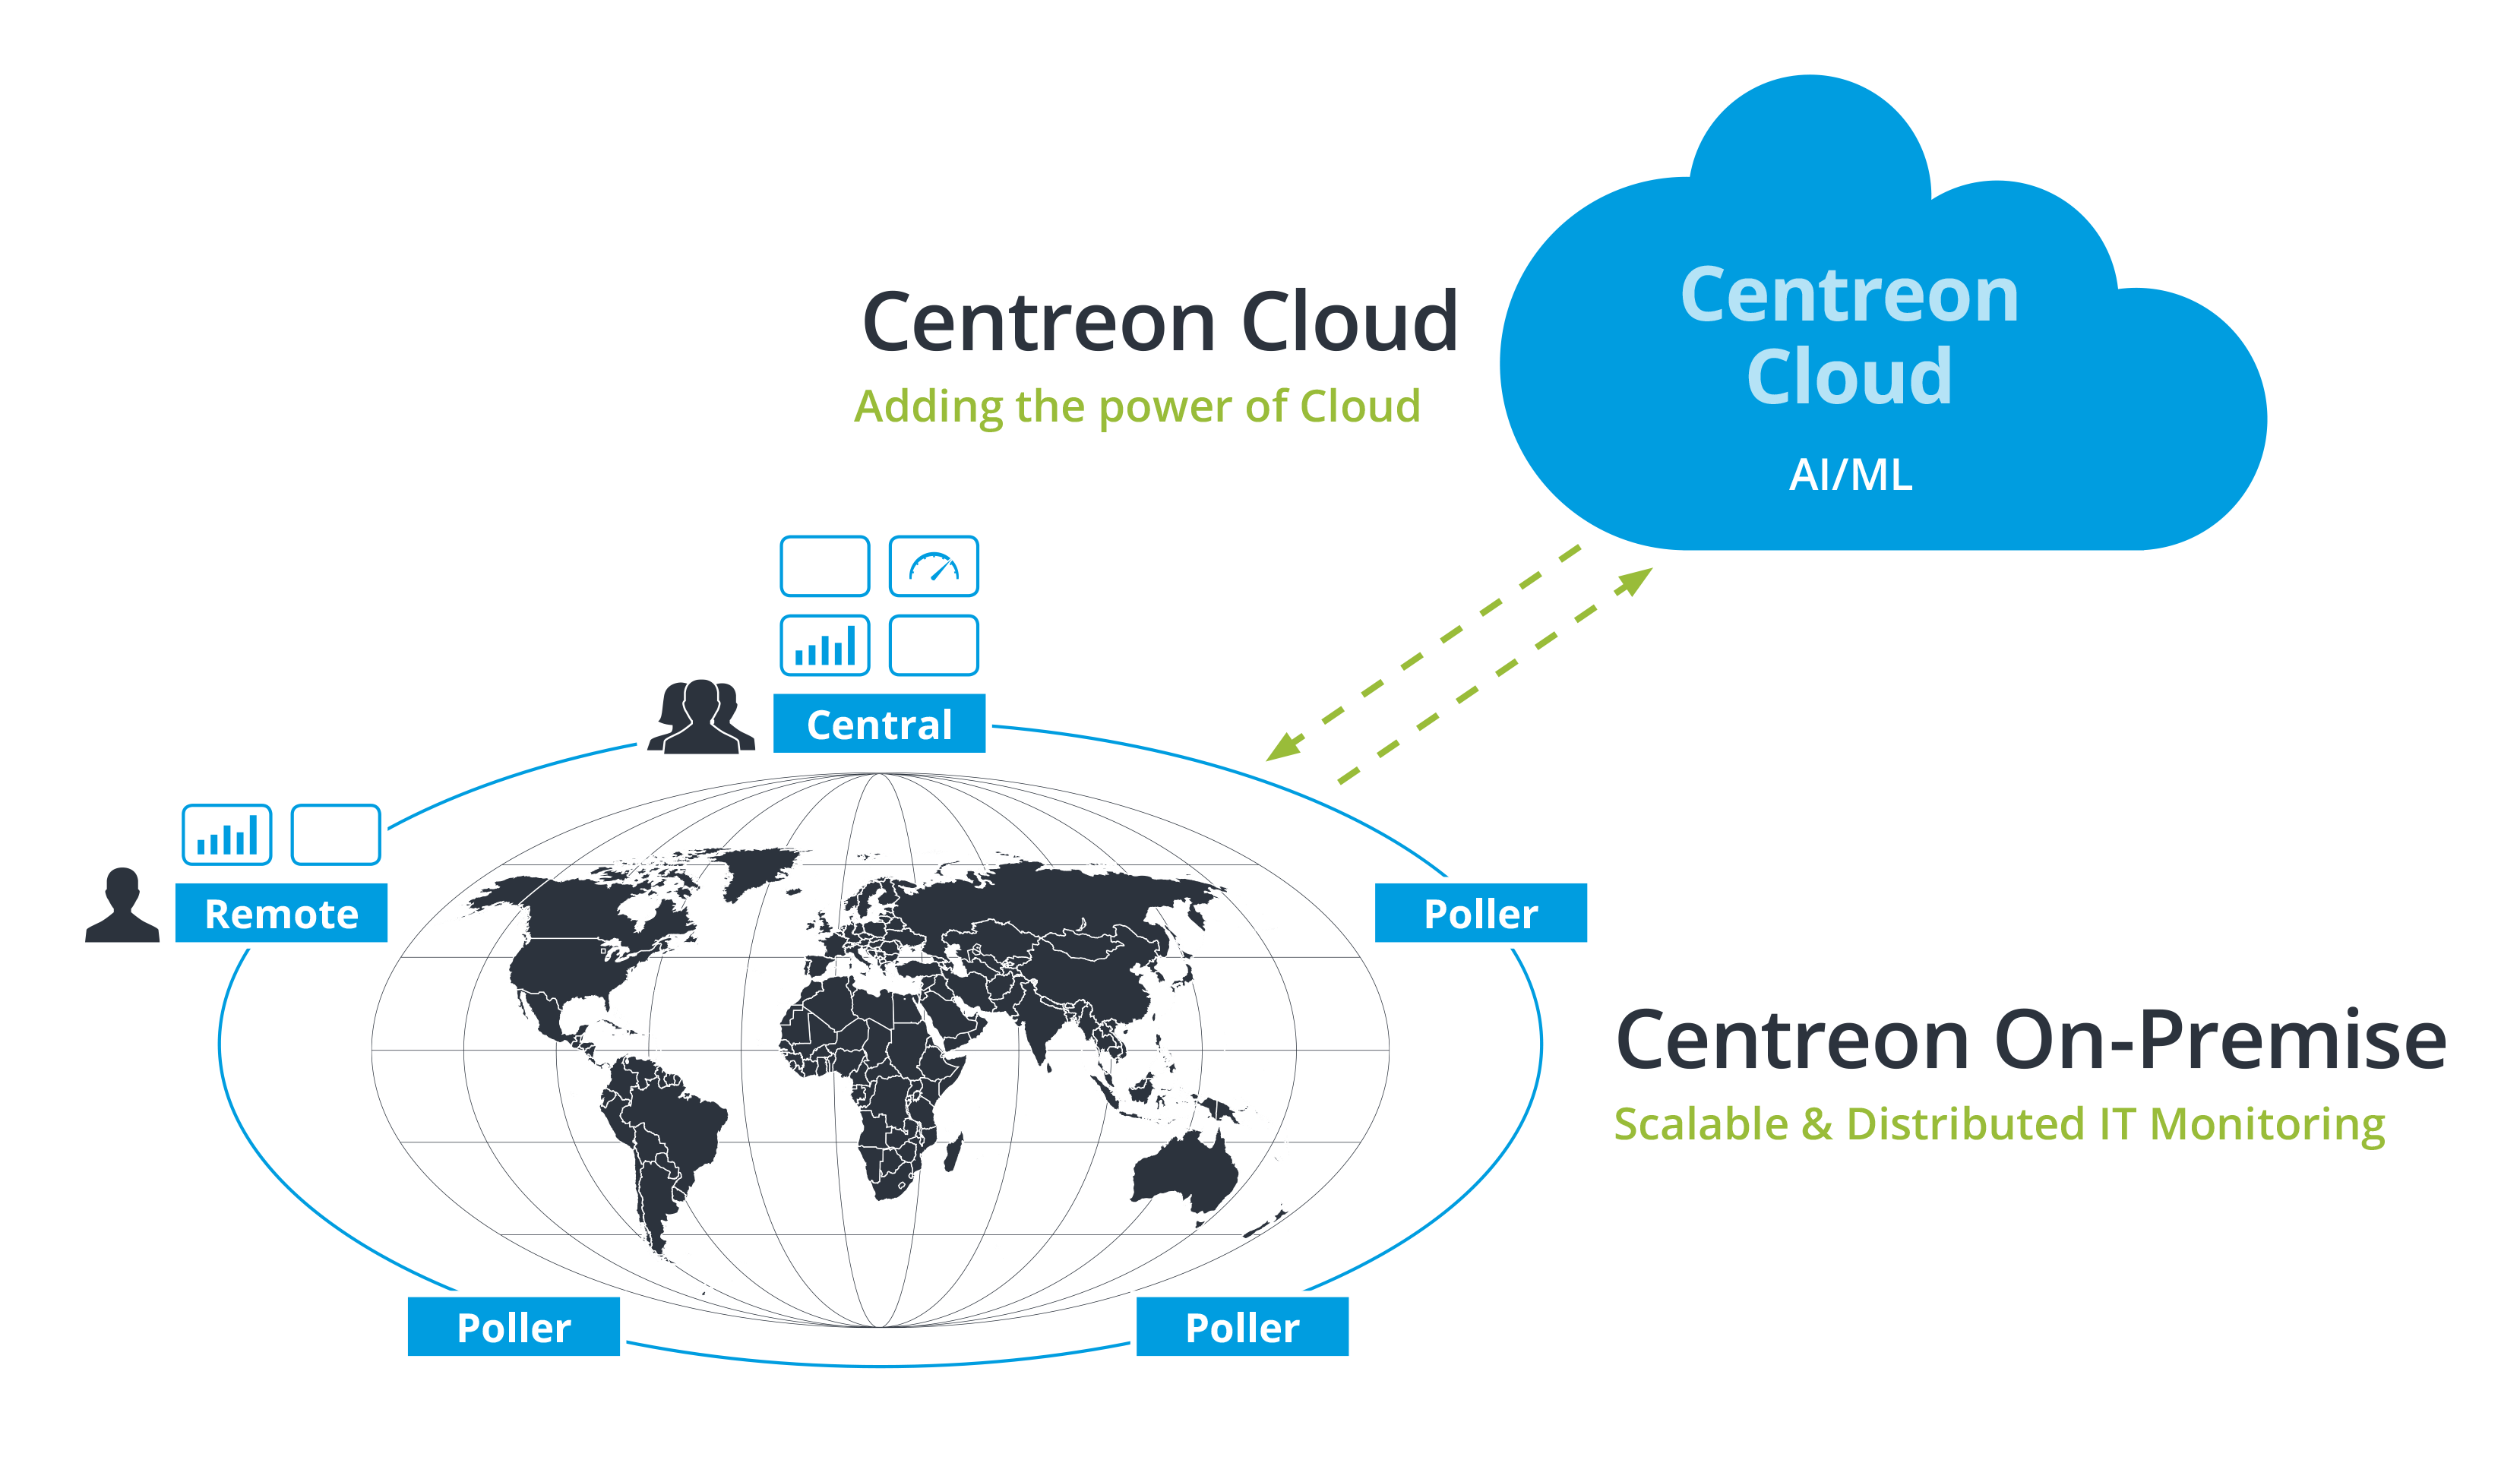 Centreon
Cloud
AI/ML
Centreon Cloud
Adding the power of Cloud
Central
Remote
Poller
Centreon On-Premise
Scalable & Distributed IT Monitoring
Poller
Poller